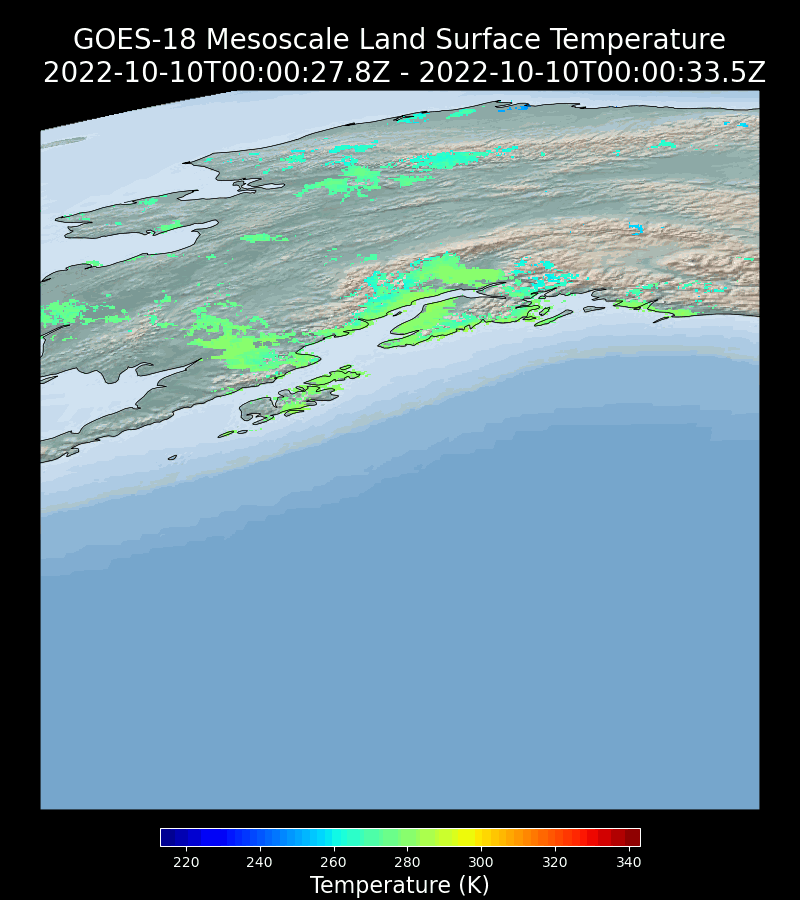 GOES-18 Mesoscale Land Surface Temperature
2022-10-10T00:00:27.8Z - 2022-10-10T00:00:33.5Z
220 240 260 280 300 320 340
Temperature (K)